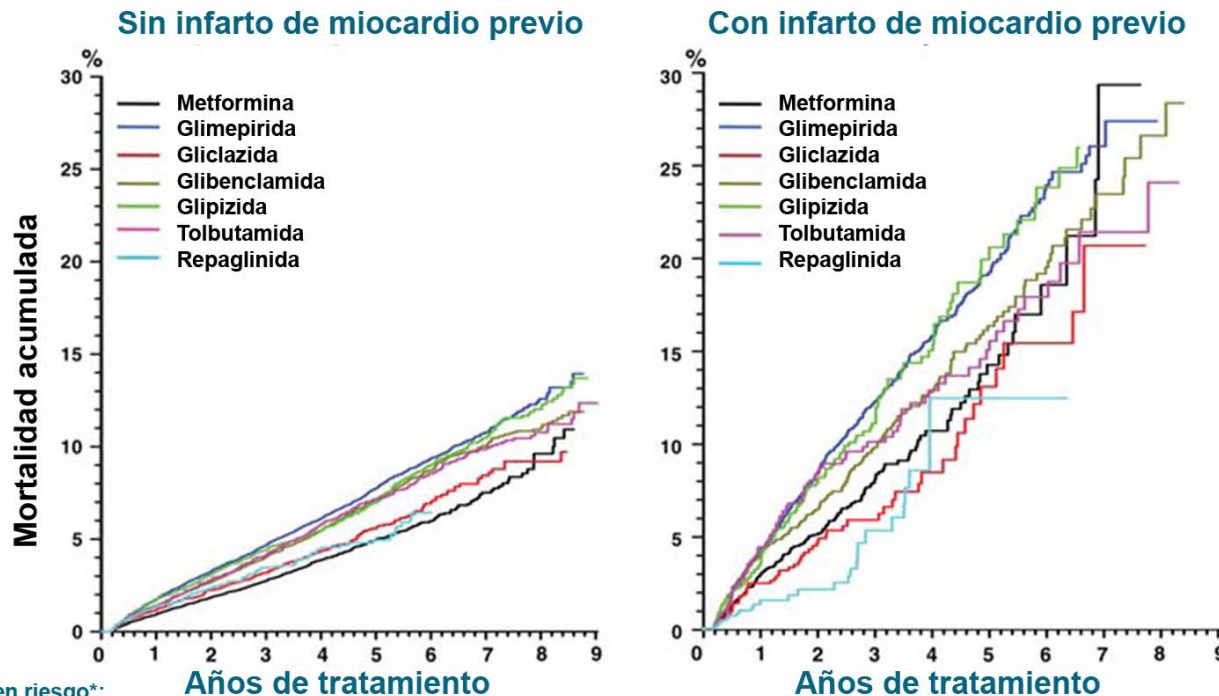 Sin infarto de miocardio previo
%
30
25
20
15
10
5
0
Metformina
Glimepirida
Gliclazida
Glibenclamida
Glipizida
Tolbutamida
Repaglinida
Mortalidad acumulada
0 1 2 3 4 5 6 7 8 9
Años de tratamiento
Con infarto de miocardio previo
%
30
25
20
15
10
5
0
Metformina
Glimepirida
Gliclazida
Glibenclamida
Glipizida
Tolbutamida
Repaglinida
0 1 2 3 4 5 6 7 8 9
Años de tratamiento
en riesgo*: